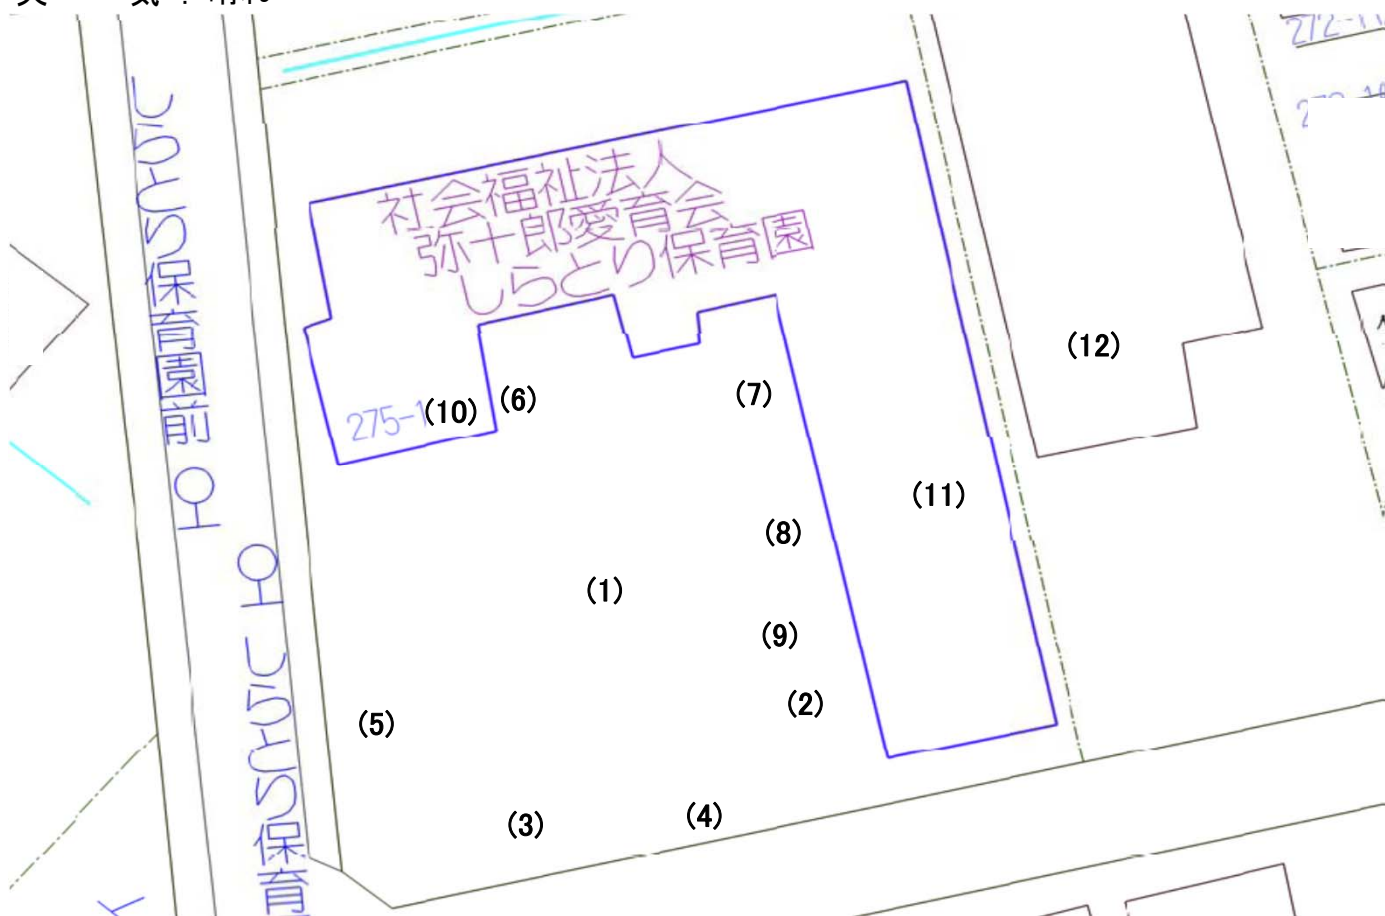 272-1
しらとり保育園前
社会福祉法人
弥十郎愛育会
しらとり保育園
(12)
275-1
(10)
(6)
(7)
(11)
(8)
(1)
(9)
(2)
(5)
(3)
(4)
しらとり保育